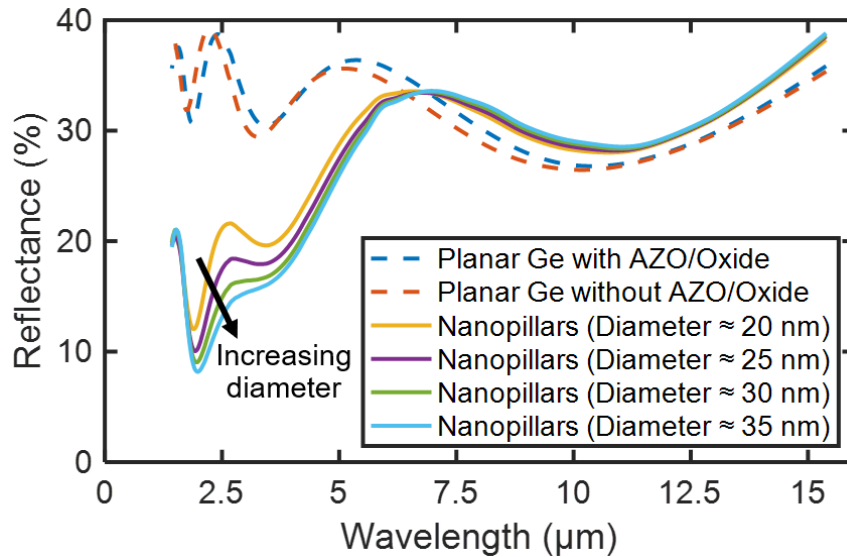 40
30
20
10
0
Reflectance (%)
Increasing
diameter
Planar Ge with AZO/Oxide
Planar Ge without AZO/Oxide
Nanopillars (Diameter ≈ 20 nm)
Nanopillars (Diameter ≈ 25 nm)
Nanopillars (Diameter ≈ 30 nm)
Nanopillars (Diameter ≈ 35 nm)
0 2.5 5 7.5 10 12.5 15
Wavelength (μm)